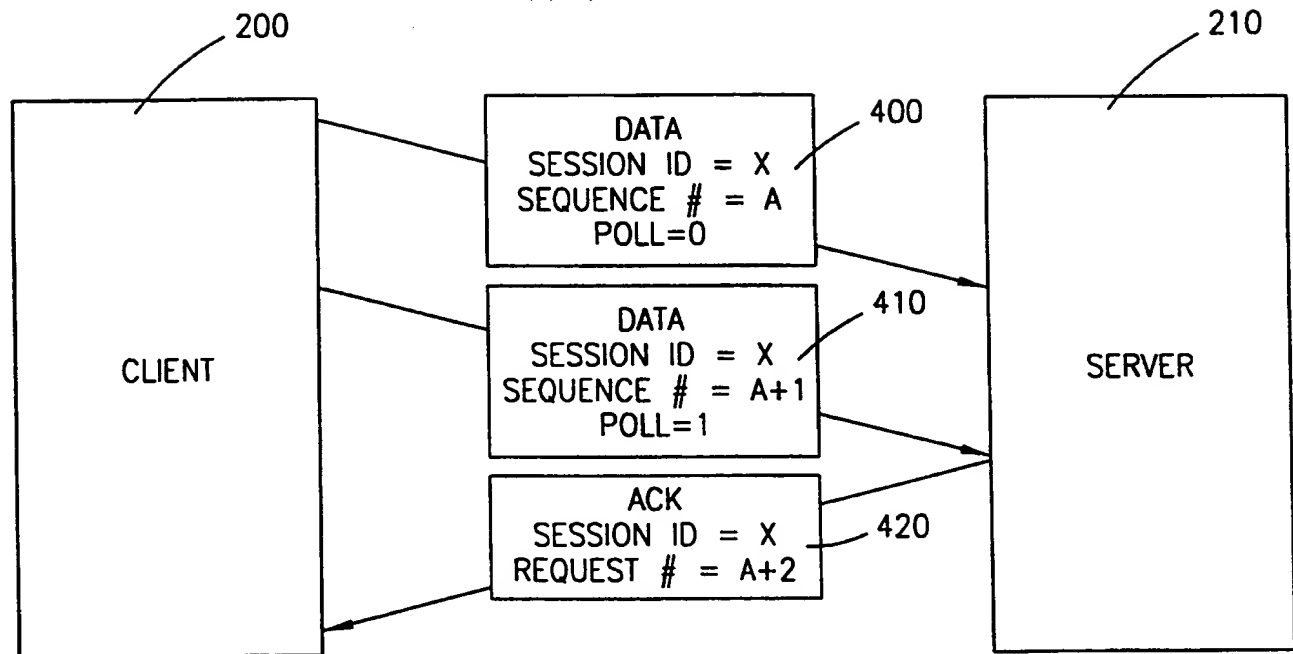 200
210
DATA
SESSION ID = X
SEQUENCE # = A
POLL=0
400
DATA
SESSION ID = X
SEQUENCE # = A+1
POLL=1
410
CLIENT
SERVER
ACK
SESSION ID = X
REQUEST # = A+2
420